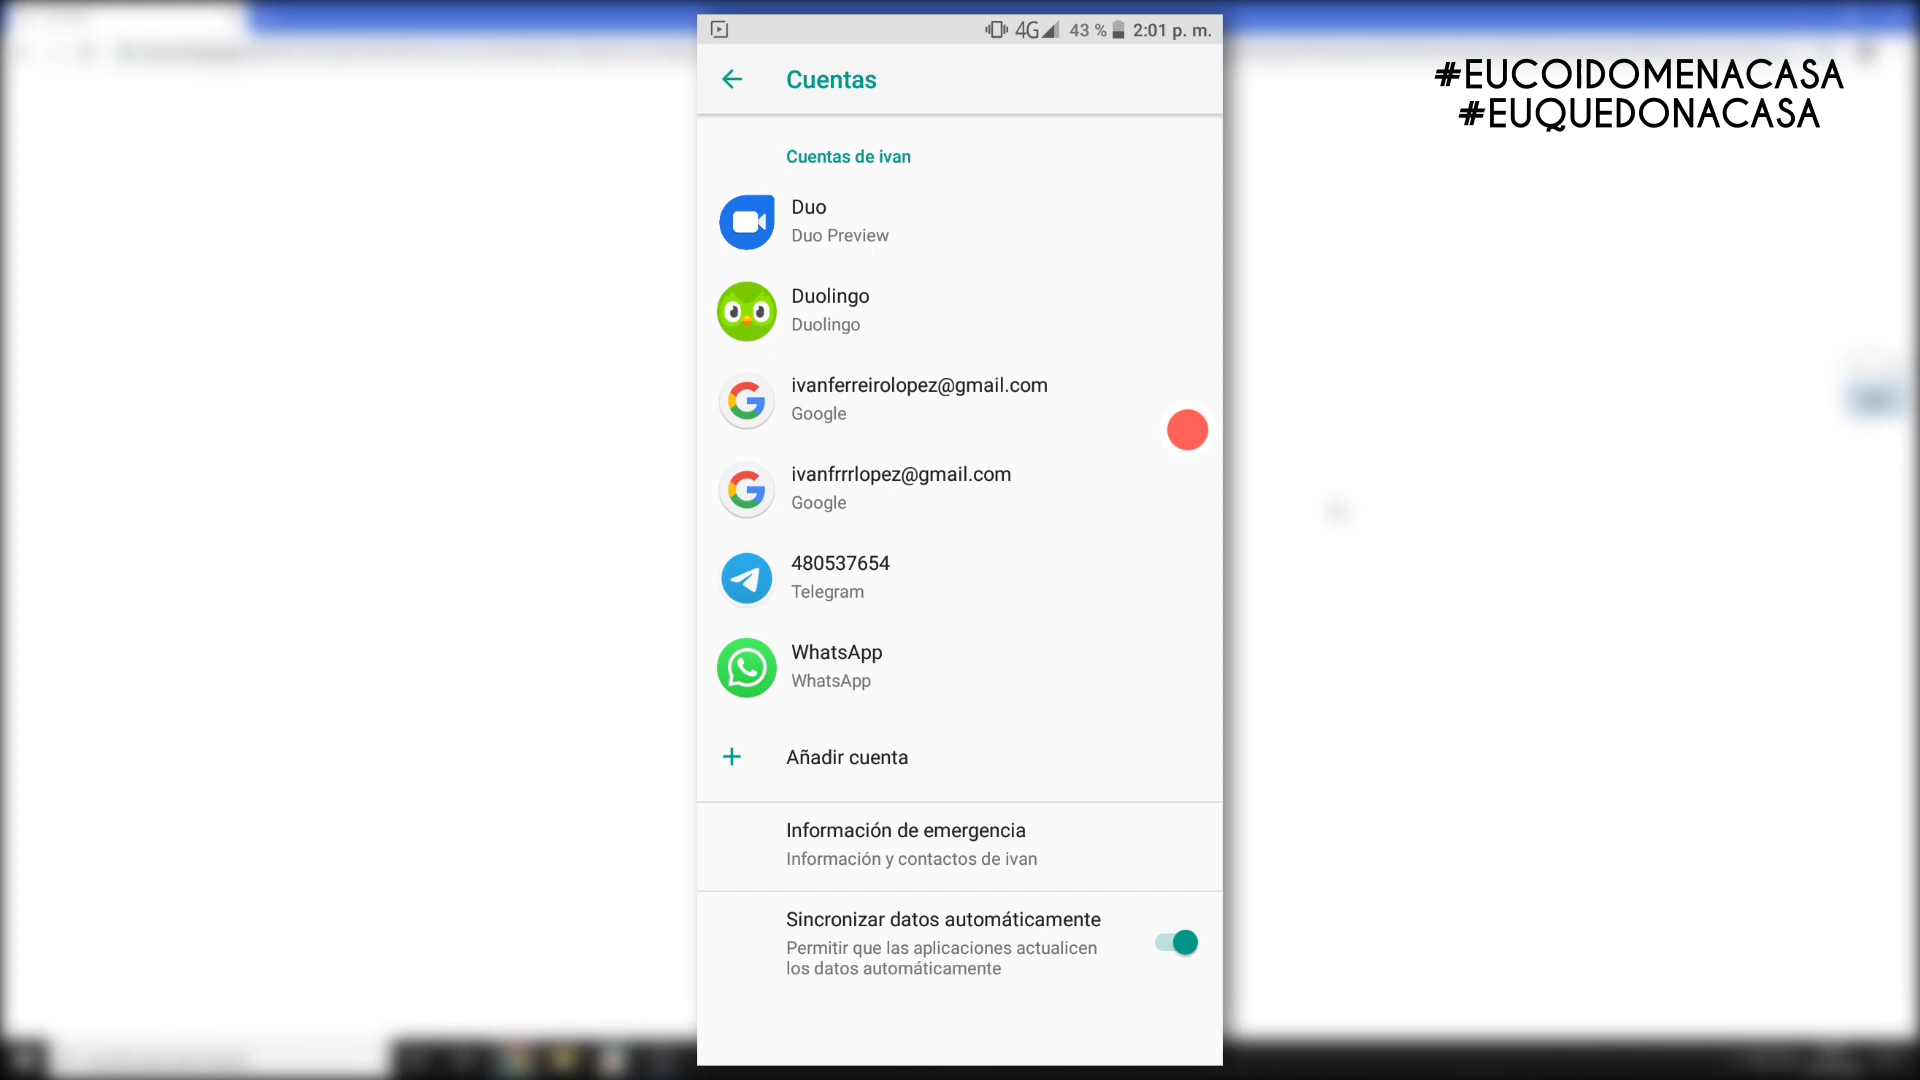 4G 43 % 2:01 p. m.
#EUCOIDOMENACASA
#EUQUEDONACASA
Cuentas
Cuentas de ivan
Duo
Duo Preview
Duolingo
Duolingo
ivanferreirolopez@gmail.com
Google
ivanfrrrlopez@gmail.com
Google
480537654
Telegram
WhatsApp
WhatsApp
Añadir cuenta
Información de emergencia
Información y contactos de ivan
Sincronizar datos automáticamente
Permitir que las aplicaciones actualicen
los datos automáticamente